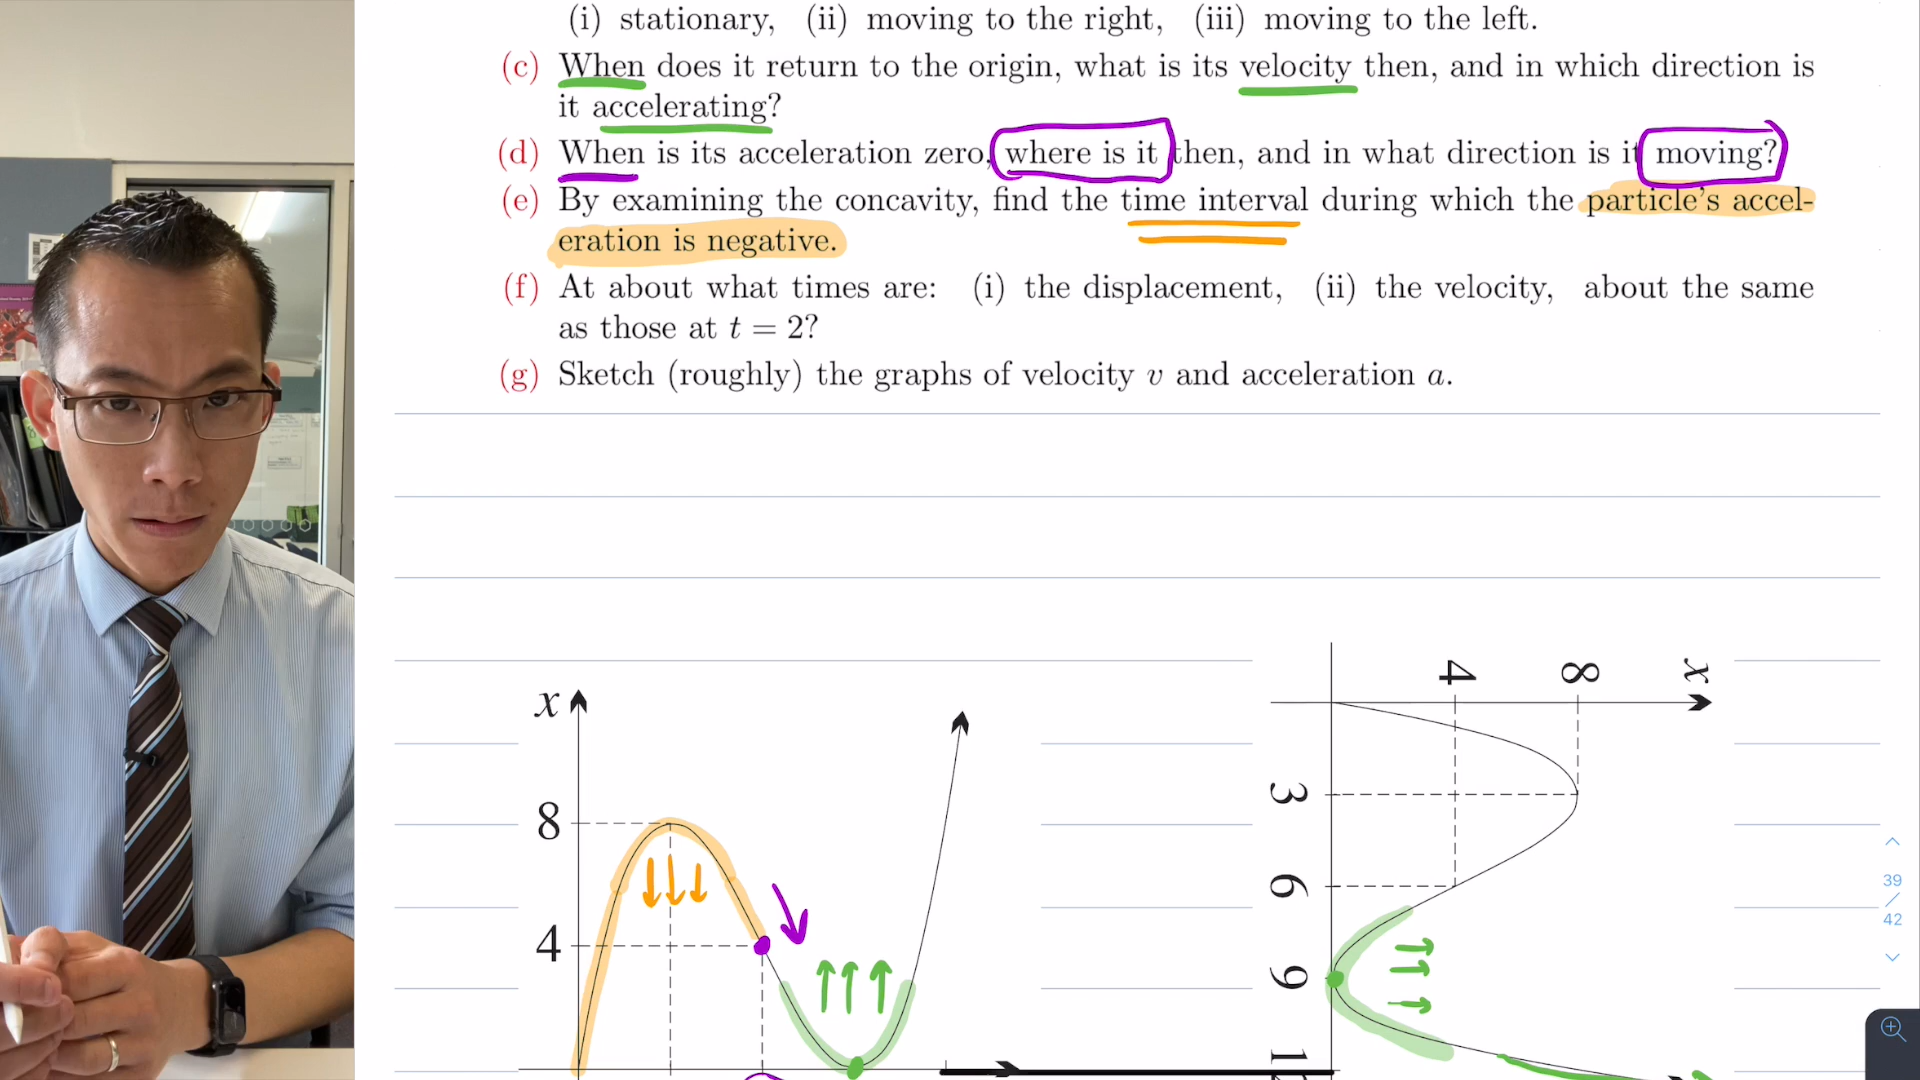 (i) stationary, (ii) moving to the right, (iii) moving to the left.
(c) When does it return to the origin, what is its velocity then, and in which direction is
it accelerating?
(d) When is its acceleration zero, where is it then, and in what direction is it moving?
(e) By examining the concavity, find the time interval during which the particle's accel-
eration is negative.
(f) At about what times are: (i) the displacement, (ii) the velocity, about the same
as those at t = 2?
(g) Sketch (roughly) the graphs of velocity v and acceleration a.
x
8
4
4
8
x
3
6
9
39
/
42